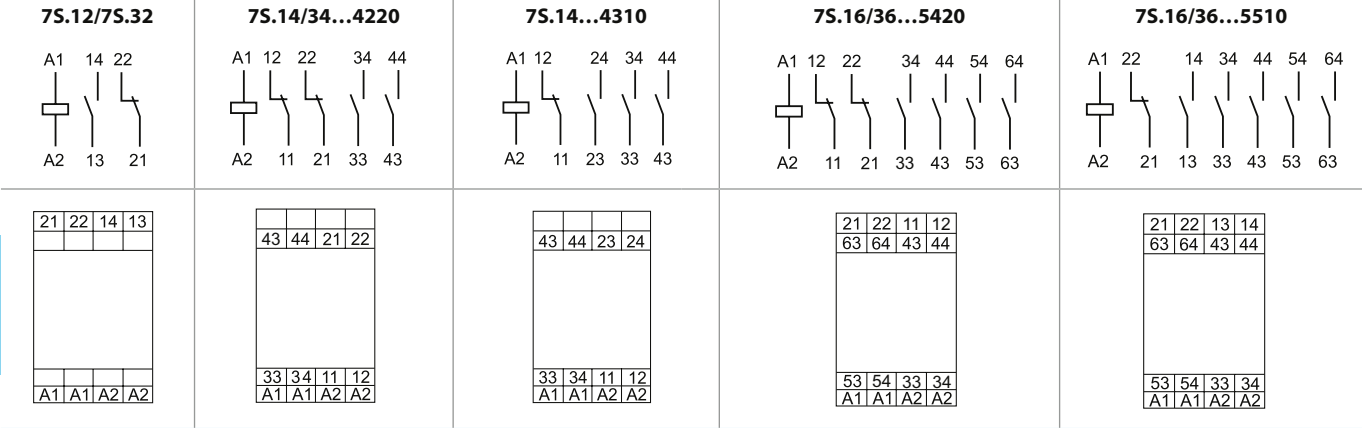 7S.12/7S.32 7S.14/34...4220 7S.14...4310 7S.16/36...5420 7S.16/36...5510
A1 14 22 A1 12 22 34 44 A1 12 24 34 44 A1 12 22 34 44 54 64 A1 22 14 34 44 54 64
A2 13 21 A2 11 21 33 43 A2 11 23 33 43 A2 11 21 33 43 53 63 A2 21 13 33 43 53 63
21 22 14 13 21 22 11 12 21 22 13 14
43 44 21 22 43 44 23 24 63 64 43 44 63 64 43 44
33 34 11 12 33 34 11 12 53 54 33 34 53 54 33 34
A1 A1 A2 A2 A1 A1 A2 A2 A1 A1 A2 A2 A1 A1 A2 A2 A1 A1 A2 A2